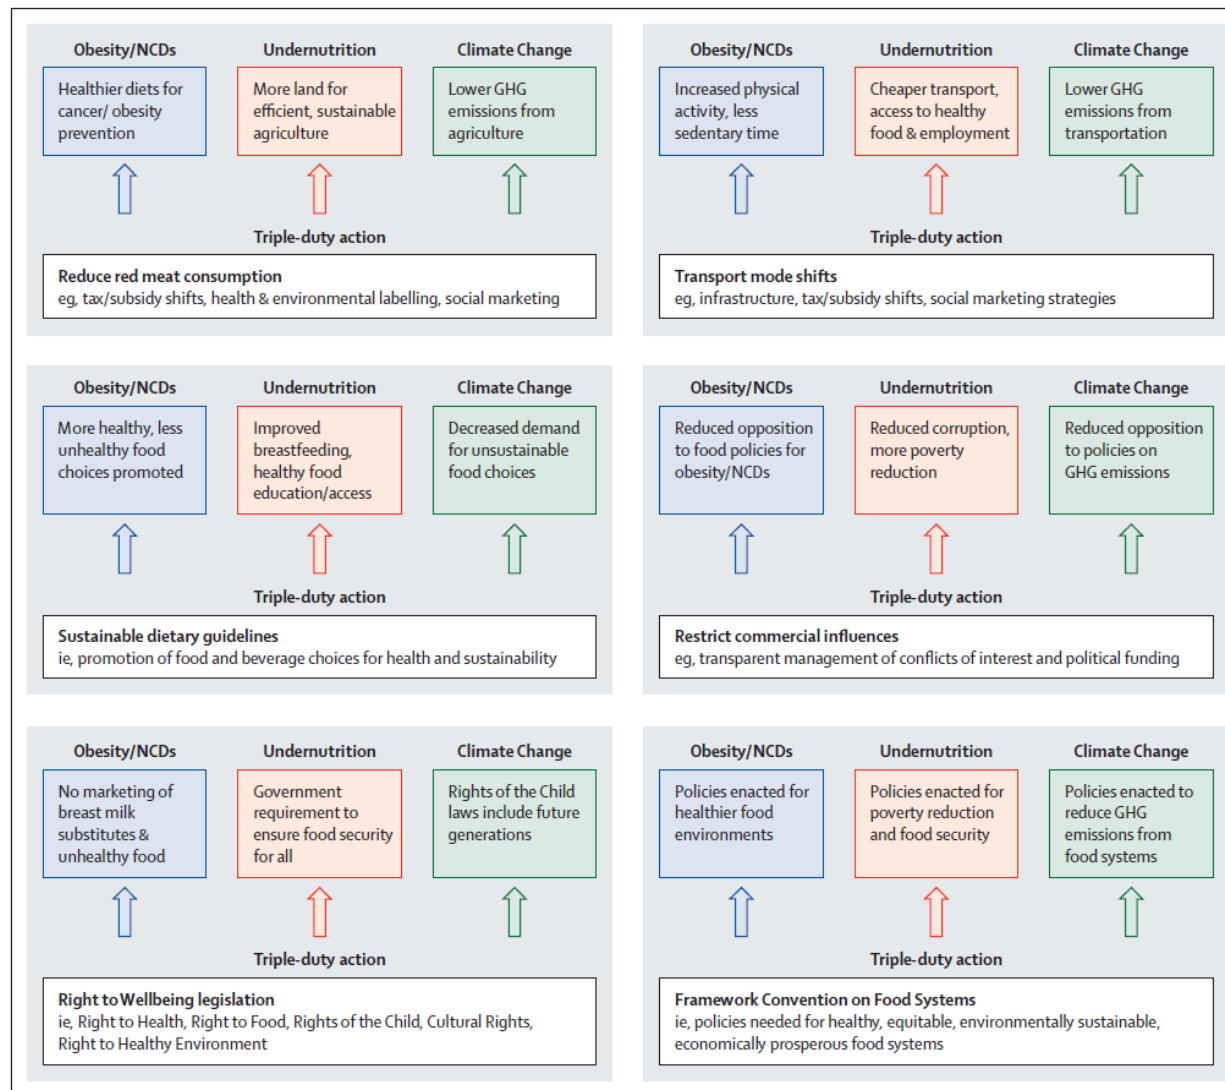 Obesity/NCDs
Undernutrition
Climate Change
Healthier diets for
cancer/ obesity
prevention
More land for
efficient, sustainable
agriculture
Lower GHG
emissions from
agriculture
Triple-duty action
Reduce red meat consumption
eg, tax/subsidy shifts, health & environmental labelling, social marketing
Obesity/NCDs
Undernutrition
Climate Change
Increased physical
activity, less
sedentary time
Cheaper transport,
access to healthy
food & employment
Lower GHG
emissions from
transportation
Triple-duty action
Transport mode shifts
eg, infrastructure, tax/subsidy shifts, social marketing strategies
Obesity/NCDs
Undernutrition
Climate Change
More healthy, less
unhealthy food
choices promoted
Improved
breastfeeding,
healthy food
education/access
Decreased demand
for unsustainable
food choices
Triple-duty action
Sustainable dietary guidelines
ie, promotion of food and beverage choices for health and sustainability
Obesity/NCDs
Undernutrition
Climate Change
Reduced opposition
to food policies for
obesity/NCDs
Reduced corruption,
more poverty
reduction
Reduced opposition
to policies on
GHG emissions
Triple-duty action
Restrict commercial influences
eg, transparent management of conflicts of interest and political funding
Obesity/NCDs
Undernutrition
Climate Change
No marketing of
breast milk
substitutes &
unhealthy food
Government
requirement to
ensure food security
for all
Rights of the Child
laws include future
generations
Triple-duty action
Right to Wellbeing legislation
ie, Right to Health, Right to Food, Rights of the Child, Cultural Rights,
Right to Healthy Environment
Obesity/NCDs
Undernutrition
Climate Change
Policies enacted for
healthier food
environments
Policies enacted for
poverty reduction
and food security
Policies enacted to
reduce GHG
emissions from
food systems
Triple-duty action
Framework Convention on Food Systems
ie, policies needed for healthy, equitable, environmentally sustainable,
economically prosperous food systems